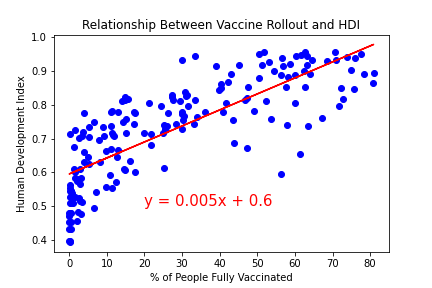 Relationship Between Vaccine Rollout and HDI
1.0
0.9
0.8
0.7
0.6
0.5
0.4
Human Development Index
y = 0.005x + 0.6
0 10 20 30 40 50 60 70 80
% of People Fully Vaccinated